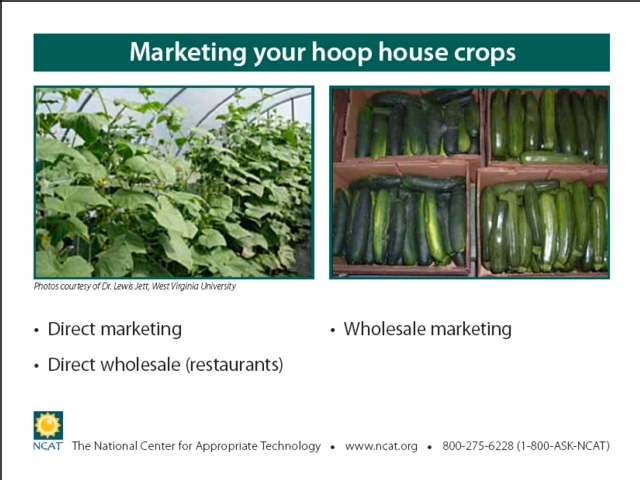 Marketing your hoop house crops
Photos courtesy of Dr. Lewis Jett, West Virginia University
• Direct marketing
• Direct wholesale (restaurants)
• Wholesale marketing
NCAT
The National Center for Appropriate Technology • www.ncat.org • 800-275-6228 (1-800-ASK-NCAT)